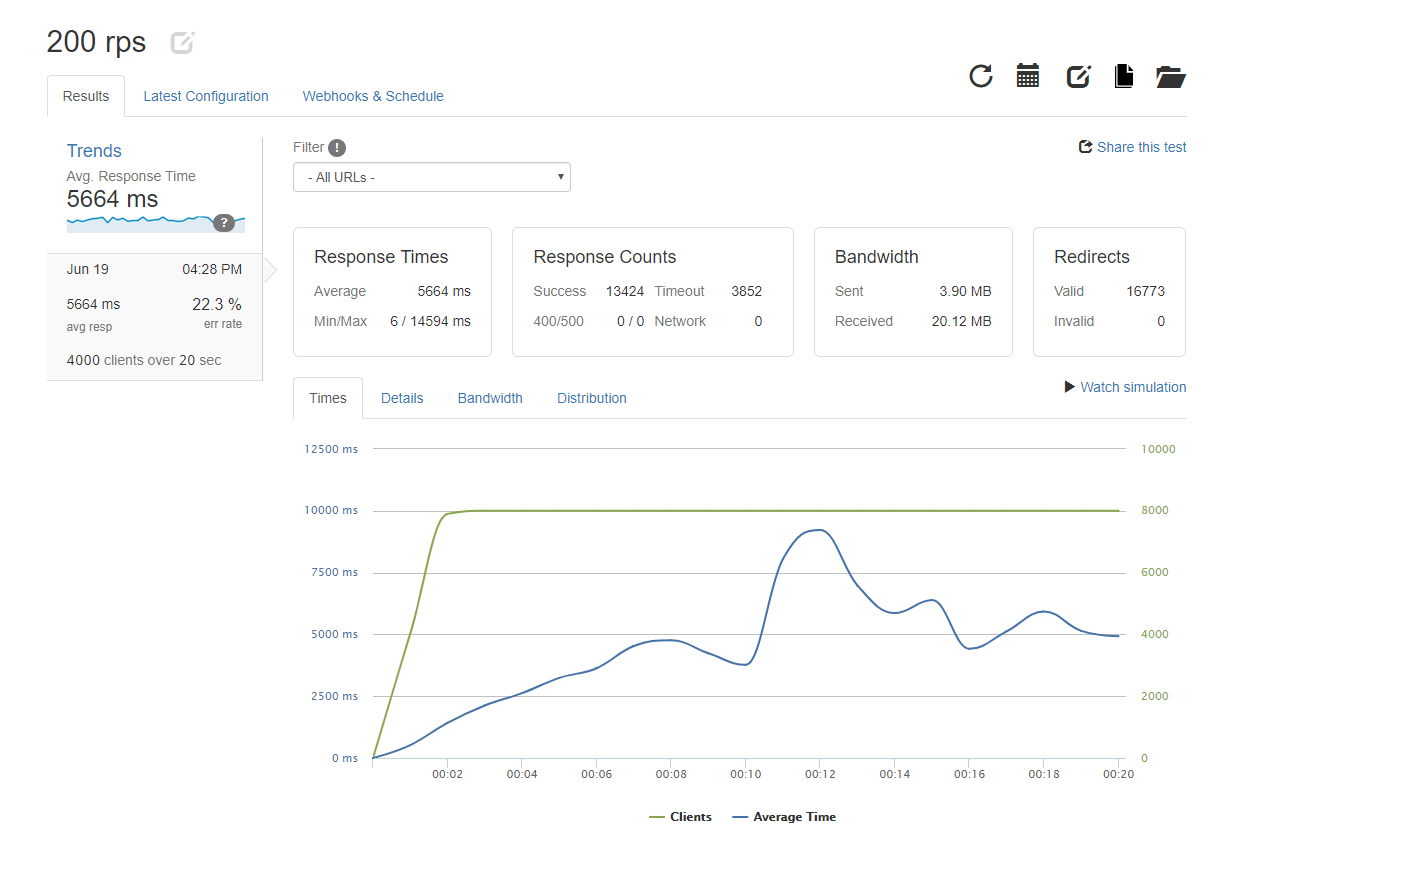 200 rps
Results Latest Configuration Webhooks & Schedule
Trends
Avg. Response Time
5664 ms
?
Jun 19 04:28 PM
5664 ms 22.3 %
avg resp err rate
4000 clients over 20 sec
Filter !
- All URLs -
Share this test
Response Times
Average 5664 ms
Min/Max 6 / 14594 ms
Response Counts
Success 13424 Timeout 3852
400/500 0 / 0 Network 0
Bandwidth
Sent 3.90 MB
Received 20.12 MB
Redirects
Valid 16773
Invalid 0
Times Details Bandwidth Distribution
Watch simulation
12500 ms 10000
10000 ms 8000
7500 ms 6000
5000 ms 4000
2500 ms 2000
0 ms 0
00:02 00:04 00:06 00:08 00:10 00:12 00:14 00:16 00:18 00:20
Clients Average Time